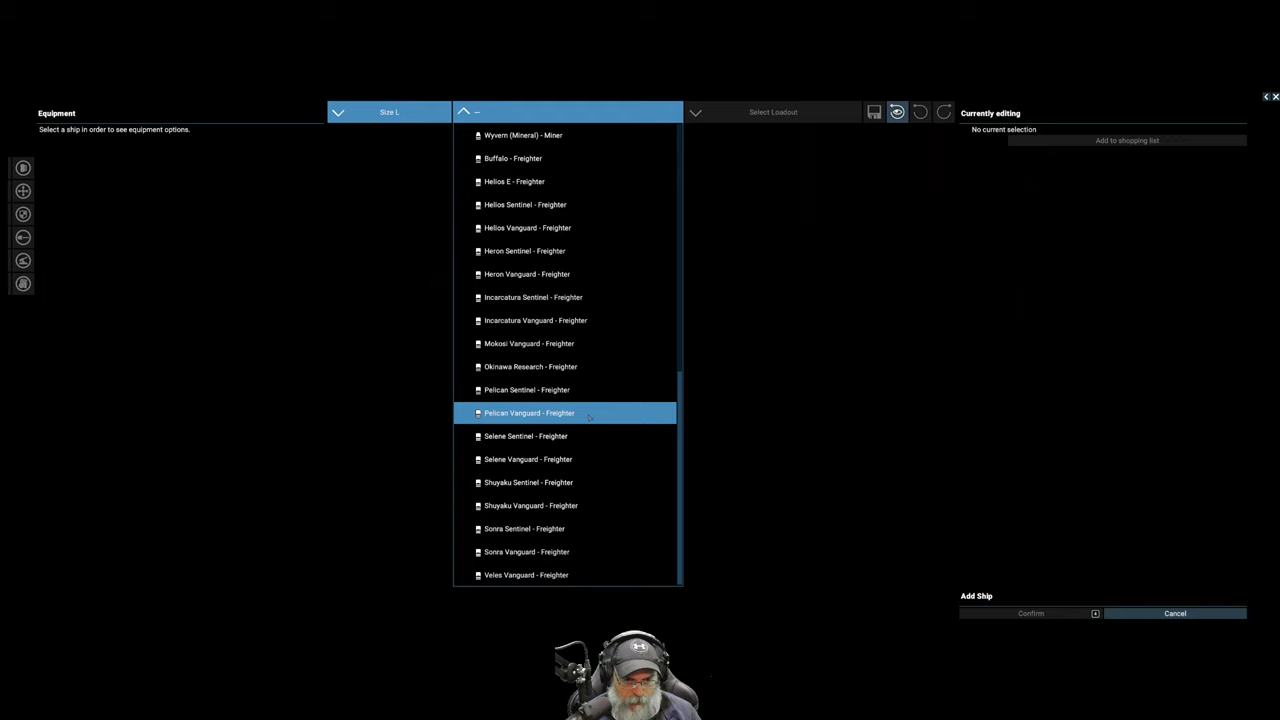 Equipment
Size L
--
Select Loadout
Currently editing
Select a ship in order to see equipment options.
No current selection
Add to shopping list
Wyvern (Mineral) - Miner
Buffalo - Freighter
Helios E - Freighter
Helios Sentinel - Freighter
Helios Vanguard - Freighter
Heron Sentinel - Freighter
Heron Vanguard - Freighter
Incarcatura Sentinel - Freighter
Incarcatura Vanguard - Freighter
Mokosi Vanguard - Freighter
Okinawa Research - Freighter
Pelican Sentinel - Freighter
Pelican Vanguard - Freighter
Selene Sentinel - Freighter
Selene Vanguard - Freighter
Shuyaku Sentinel - Freighter
Shuyaku Vanguard - Freighter
Sonra Sentinel - Freighter
Sonra Vanguard - Freighter
Veles Vanguard - Freighter
Add Ship
Confirm
Cancel